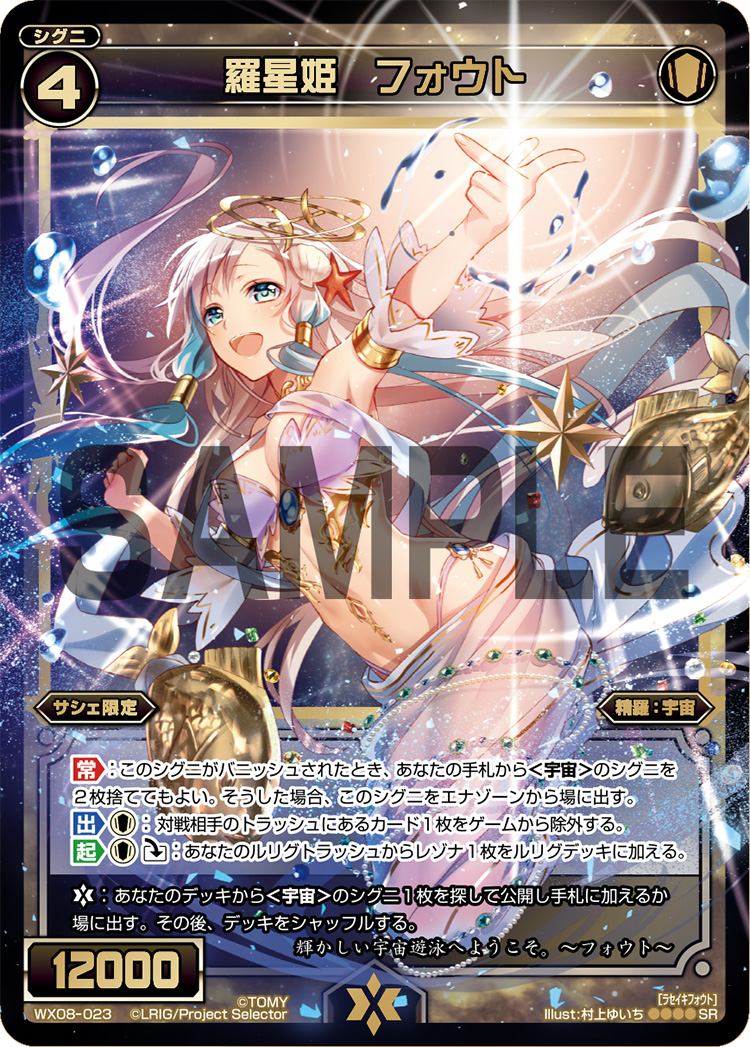 シグニ
4
羅星姫 フォウト
SAMPLE
サシェ限定
精羅:宇宙
常:このシグニがバニッシュされたとき、あなたの手札から<宇宙>のシグニを
2枚捨ててもよい。そうした場合、このシグニをエナゾーンから場に出す。
出:対戦相手のトラッシュにあるカード1枚をゲームから除外する。
起:あなたのルリグトラッシュからレゾナ1枚をルリグデッキに加える。
:あなたのデッキから<宇宙>のシグニ1枚を探して公開し手札に加えるか
場に出す。その後、デッキをシャッフルする。
輝かしい宇宙遊泳へようこそ。~フォウト~
12000
WX08-023 ©TOMY
©LRIG/Project Selector
[ラセイキフォウト]
Illust:村上ゆいち SR